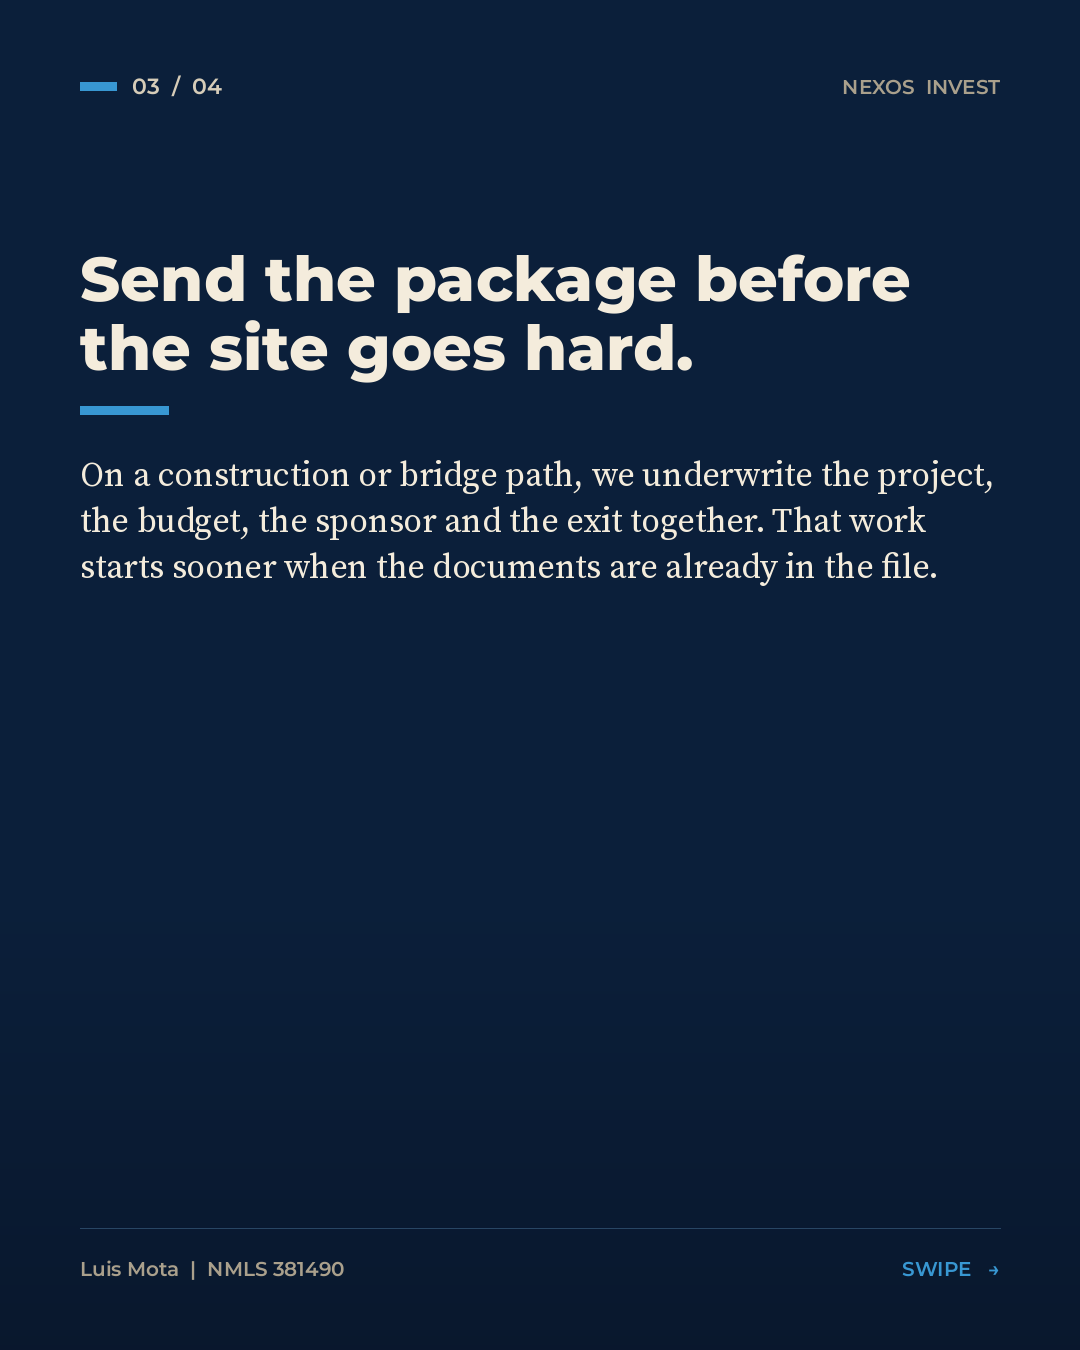 03 / 04
NEXOS INVEST
Send the package before
the site goes hard.
On a construction or bridge path, we underwrite the project,
the budget, the sponsor and the exit together. That work
starts sooner when the documents are already in the file.
Luis Mota | NMLS 381490
SWIPE →